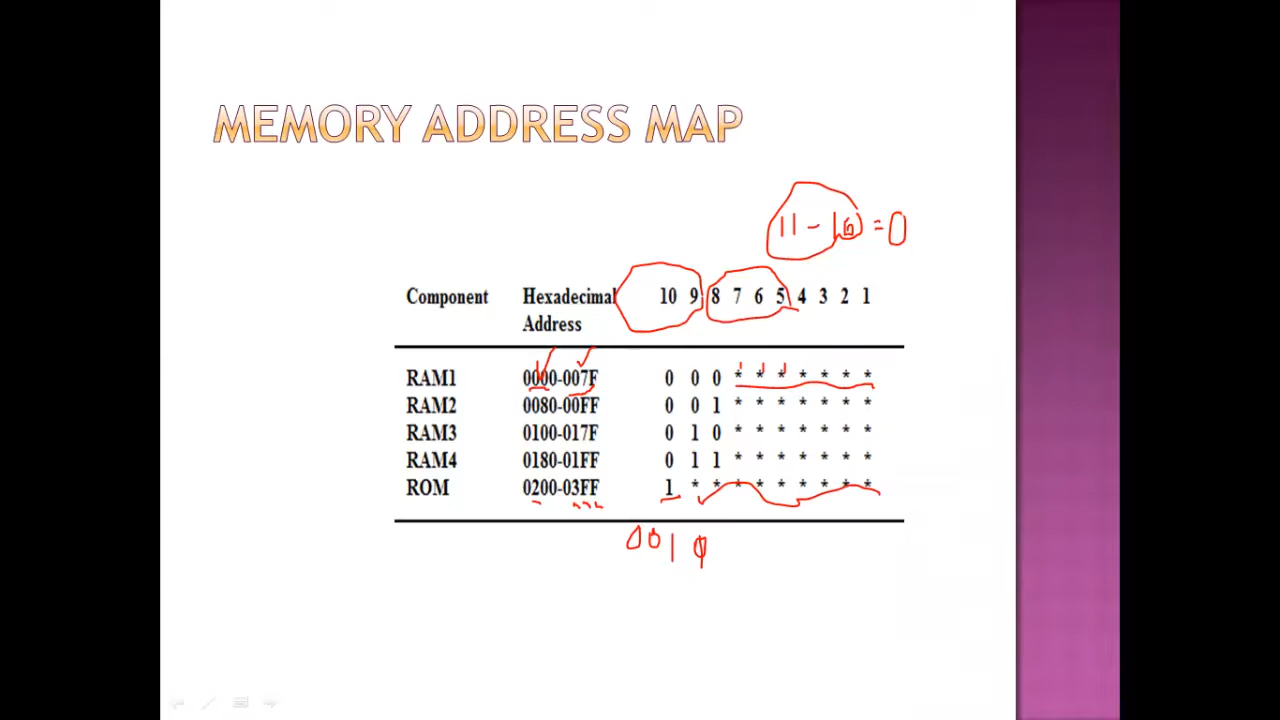 MEMORY ADDRESS MAP
11 - 16 = 0
Component Hexadecimal Address 10 9 8 7 6 5 4 3 2 1
RAM1 0000-007F 0 0 0 * * * * * * *
RAM2 0080-00FF 0 0 1 * * * * * * *
RAM3 0100-017F 0 1 0 * * * * * * *
RAM4 0180-01FF 0 1 1 * * * * * * *
ROM 0200-03FF 1 * * * * * * * * *
0 0 1 0